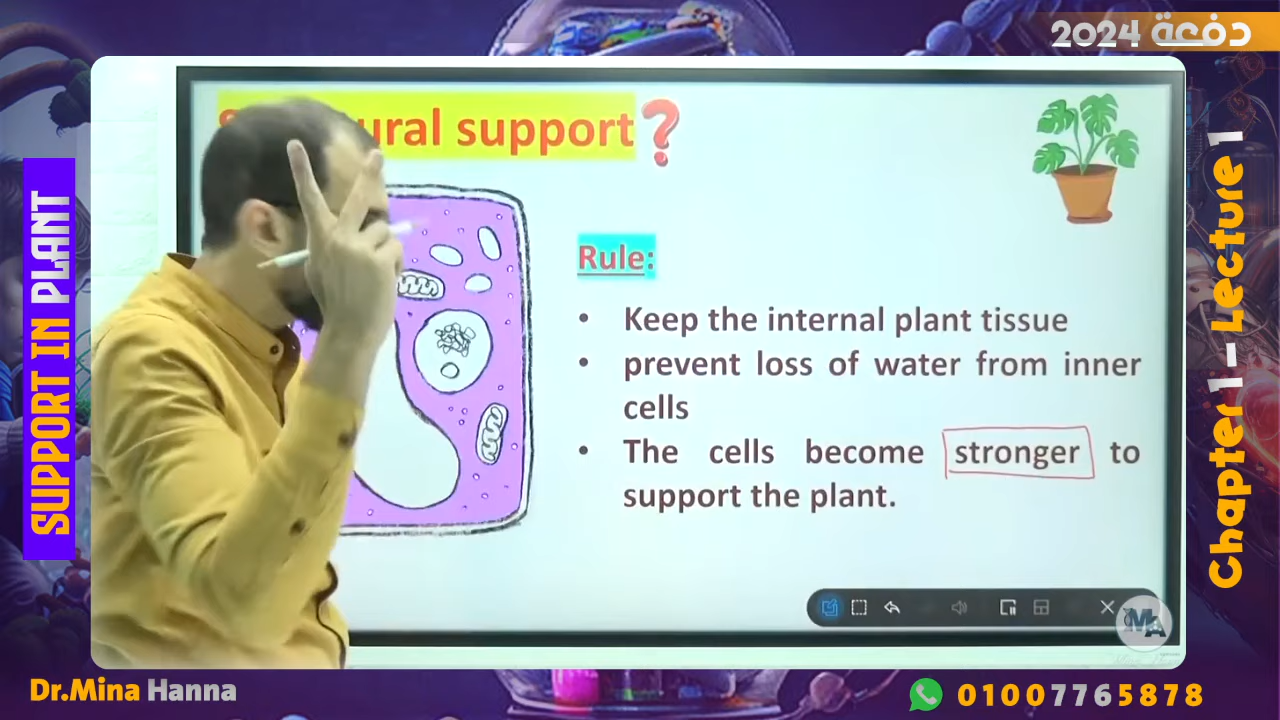 دفعة 2024
ural support?
Rule:
• Keep the internal plant tissue
• prevent loss of water from inner
cells
• The cells become stronger to
support the plant.
SUPPORT IN PLANT
Chapter 1 - Lecture 1
MA
Dr.Mina Hanna
01007765878